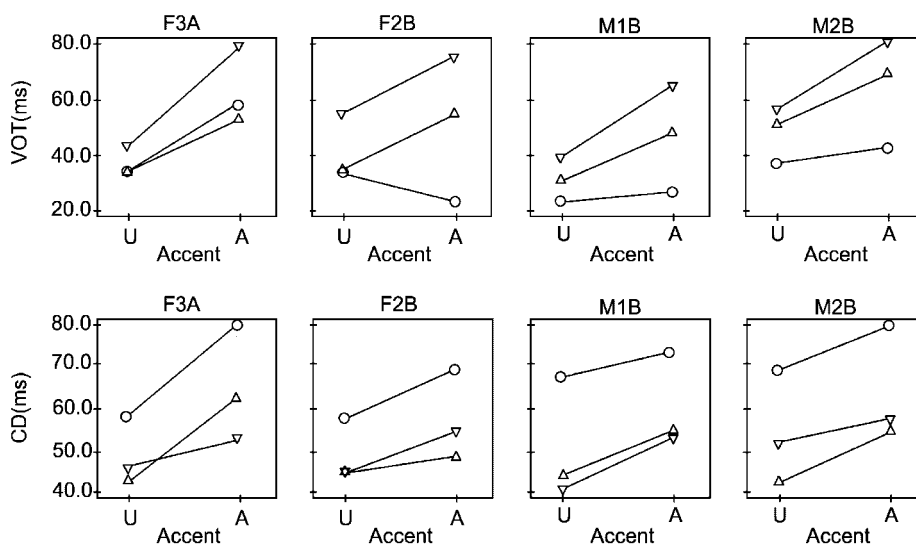 F3A F2B M1B M2B
VOT(ms)
80.0
60.0
40.0
20.0
U A U A U A U A
Accent Accent Accent Accent
F3A F2B M1B M2B
CD(ms)
80.0
70.0
60.0
50.0
40.0
U A U A U A U A
Accent Accent Accent Accent